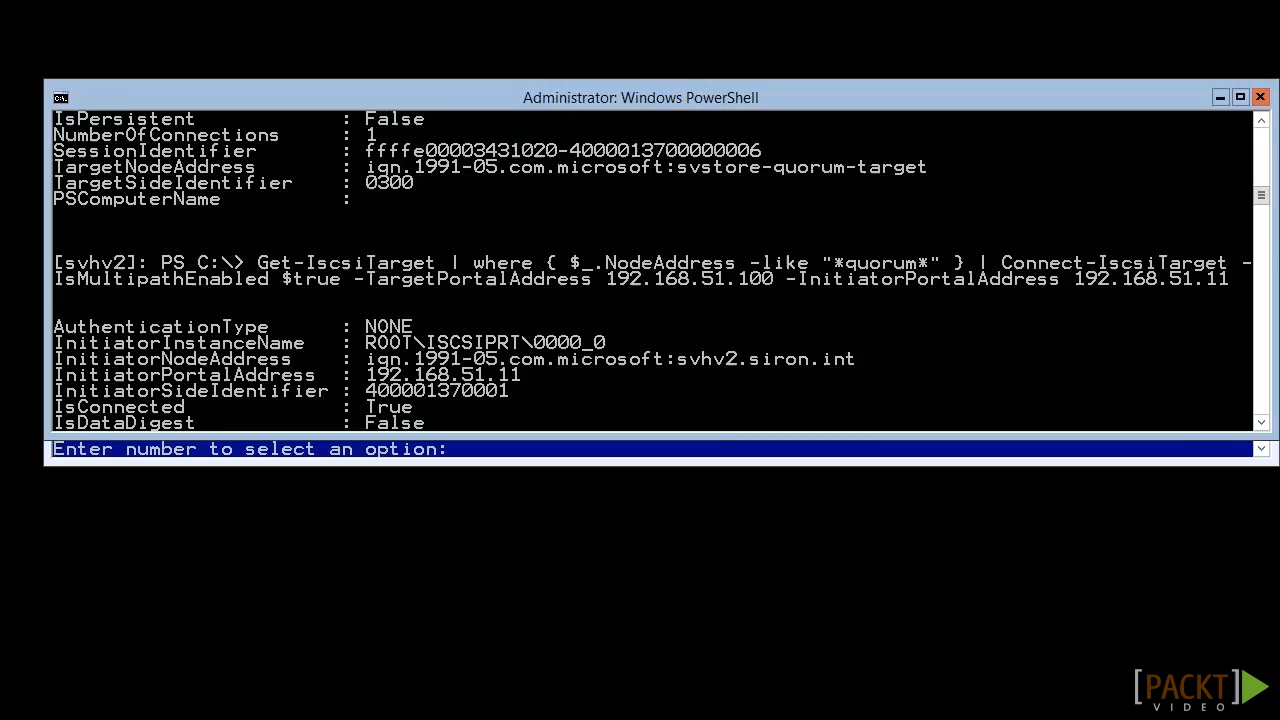 Administrator: Windows PowerShell
IsPersistent : False
NumberOfConnections : 1
SessionIdentifier : ffffe00003431020-4000013700000006
TargetNodeAddress : iqn.1991-05.com.microsoft:svstore-quorum-target
TargetSideIdentifier : 0300
PSComputerName :
[svhv2]: PS C:\> Get-IscsiTarget | where { $_.NodeAddress -like "*quorum*" } | Connect-IscsiTarget -
IsMultipathEnabled $true -TargetPortalAddress 192.168.51.100 -InitiatorPortalAddress 192.168.51.11
AuthenticationType : NONE
InitiatorInstanceName : ROOT\ISCSIPRT\0000_0
InitiatorNodeAddress : iqn.1991-05.com.microsoft:svhv2.siron.int
InitiatorPortalAddress : 192.168.51.11
InitiatorSideIdentifier : 400001370001
IsConnected : True
IsDataDigest : False
Enter number to select an option:
[PACKT]
VIDEO